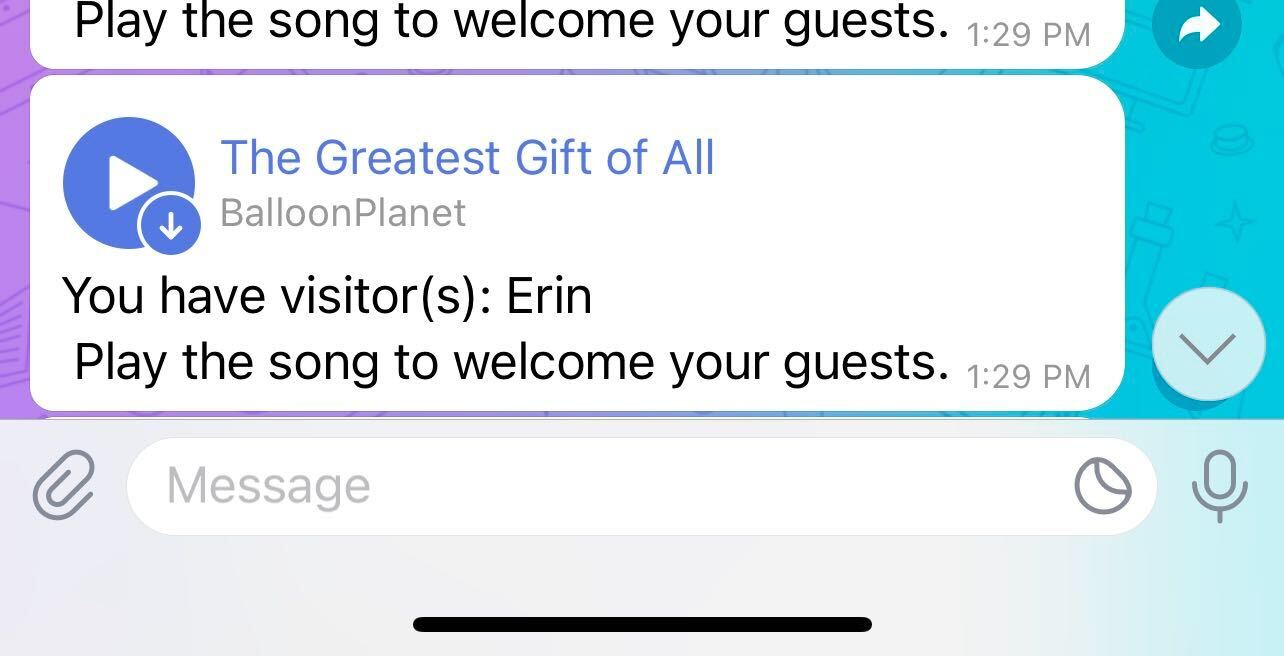 Play the song to welcome your guests. 1:29 PM
The Greatest Gift of All
BalloonPlanet
You have visitor(s): Erin
Play the song to welcome your guests. 1:29 PM
Message